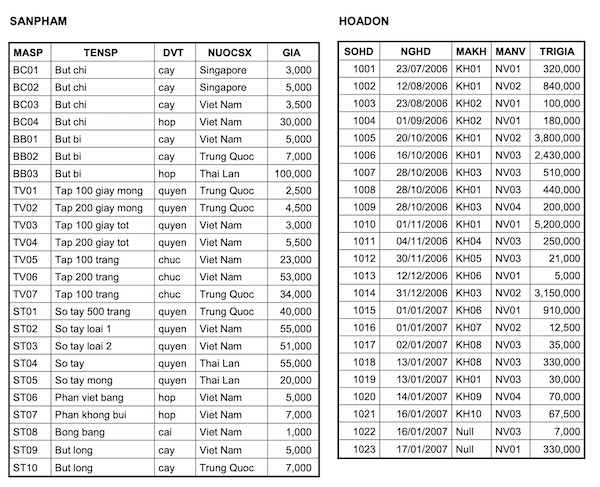 SANPHAM
MASP TENSP DVT NUOCSX GIA
BC01 But chi cay Singapore 3,000
BC02 But chi cay Singapore 5,000
BC03 But chi cay Viet Nam 3,500
BC04 But chi hop Viet Nam 30,000
BB01 But bi cay Viet Nam 5,000
BB02 But bi cay Trung Quoc 7,000
BB03 But bi hop Thai Lan 100,000
TV01 Tap 100 giay mong quyen Trung Quoc 2,500
TV02 Tap 200 giay mong quyen Trung Quoc 4,500
TV03 Tap 100 giay tot quyen Viet Nam 3,000
TV04 Tap 200 giay tot quyen Viet Nam 5,500
TV05 Tap 100 trang chuc Viet Nam 23,000
TV06 Tap 200 trang chuc Viet Nam 53,000
TV07 Tap 100 trang chuc Trung Quoc 34,000
ST01 So tay 500 trang quyen Trung Quoc 40,000
ST02 So tay loai 1 quyen Viet Nam 55,000
ST03 So tay loai 2 quyen Viet Nam 51,000
ST04 So tay quyen Thai Lan 55,000
ST05 So tay mong quyen Thai Lan 20,000
ST06 Phan viet bang hop Viet Nam 5,000
ST07 Phan khong bui hop Viet Nam 7,000
ST08 Bong bang cai Viet Nam 1,000
ST09 But long cay Viet Nam 5,000
ST10 But long cay Trung Quoc 7,000
HOADON
SOHD NGHD MAKH MANV TRIGIA
1001 23/07/2006 KH01 NV01 320,000
1002 12/08/2006 KH01 NV02 840,000
1003 23/08/2006 KH02 NV01 100,000
1004 01/09/2006 KH02 NV01 180,000
1005 20/10/2006 KH01 NV02 3,800,000
1006 16/10/2006 KH01 NV03 2,430,000
1007 28/10/2006 KH03 NV03 510,000
1008 28/10/2006 KH01 NV03 440,000
1009 28/10/2006 KH03 NV04 200,000
1010 01/11/2006 KH01 NV01 5,200,000
1011 04/11/2006 KH04 NV03 250,000
1012 30/11/2006 KH05 NV03 21,000
1013 12/12/2006 KH06 NV01 5,000
1014 31/12/2006 KH03 NV02 3,150,000
1015 01/01/2007 KH06 NV01 910,000
1016 01/01/2007 KH07 NV02 12,500
1017 02/01/2007 KH08 NV03 35,000
1018 13/01/2007 KH08 NV03 330,000
1019 13/01/2007 KH01 NV03 30,000
1020 14/01/2007 KH09 NV04 70,000
1021 16/01/2007 KH10 NV03 67,500
1022 16/01/2007 Null NV03 7,000
1023 17/01/2007 Null NV01 330,000